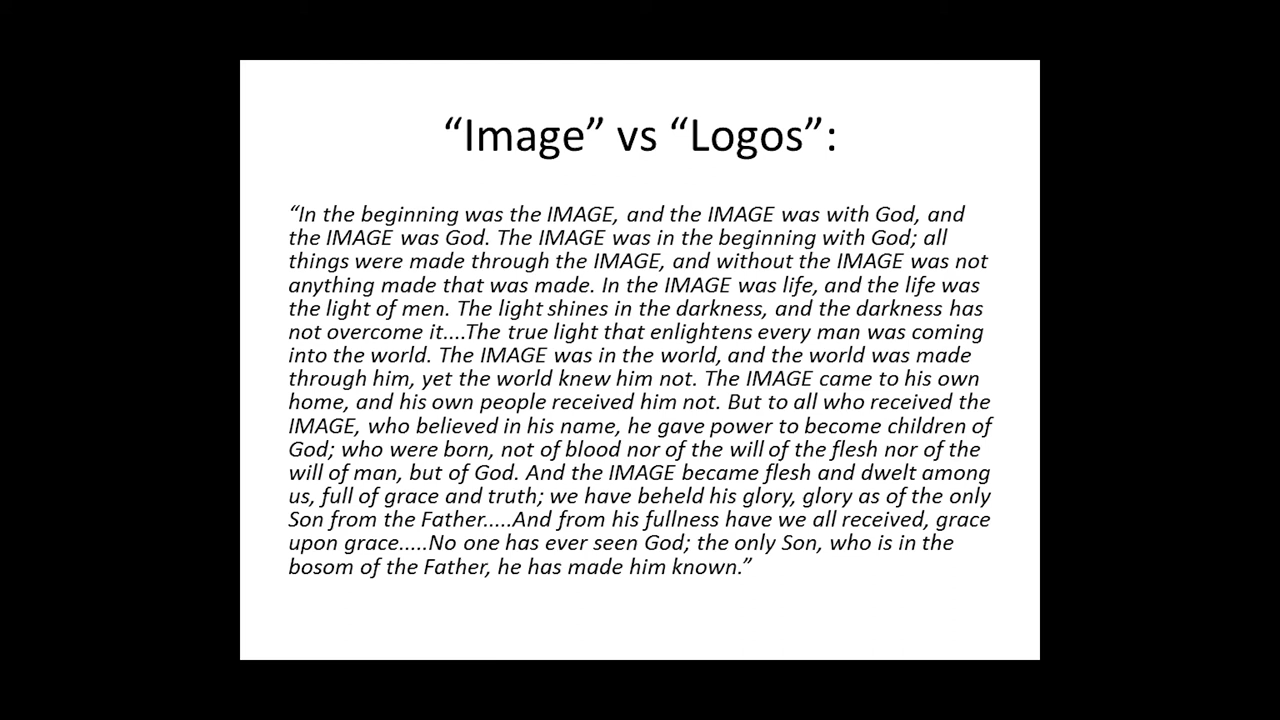 “Image” vs “Logos”:
“In the beginning was the IMAGE, and the IMAGE was with God, and
the IMAGE was God. The IMAGE was in the beginning with God; all
things were made through the IMAGE, and without the IMAGE was not
anything made that was made. In the IMAGE was life, and the life was
the light of men. The light shines in the darkness, and the darkness has
not overcome it....The true light that enlightens every man was coming
into the world. The IMAGE was in the world, and the world was made
through him, yet the world knew him not. The IMAGE came to his own
home, and his own people received him not. But to all who received the
IMAGE, who believed in his name, he gave power to become children of
God; who were born, not of blood nor of the will of the flesh nor of the
will of man, but of God. And the IMAGE became flesh and dwelt among
us, full of grace and truth; we have beheld his glory, glory as of the only
Son from the Father.....And from his fullness have we all received, grace
upon grace.....No one has ever seen God; the only Son, who is in the
bosom of the Father, he has made him known.”